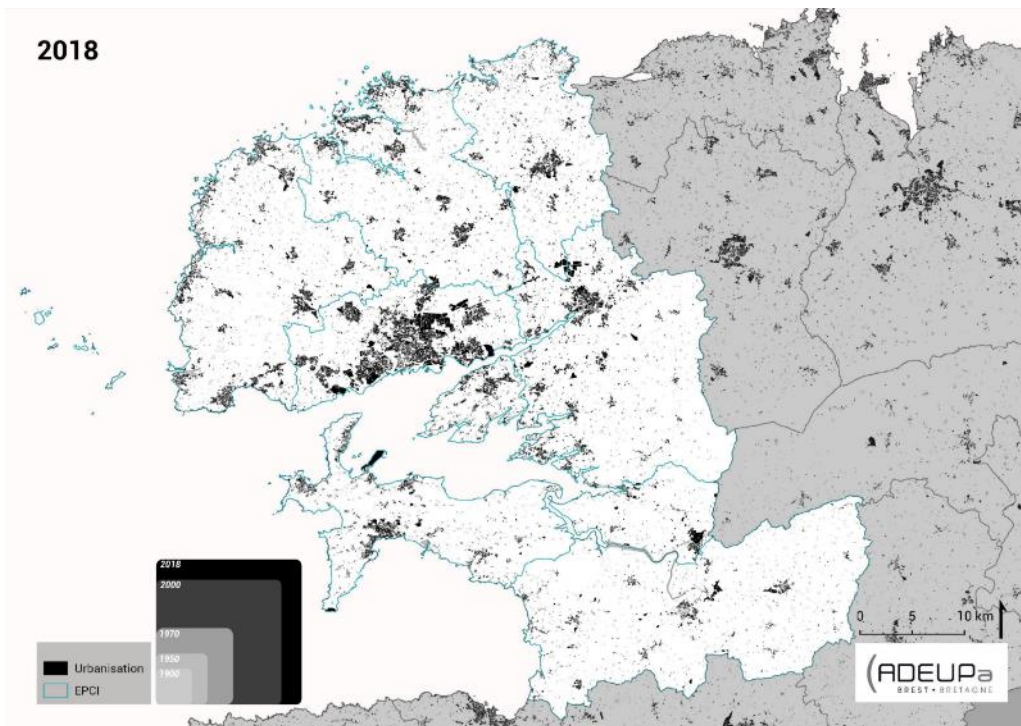 2018
2018
2000
1970
1950
1900
Urbanisation
EPCI
0 5 10 km
ADEUPa
BREST • BRETAGNE